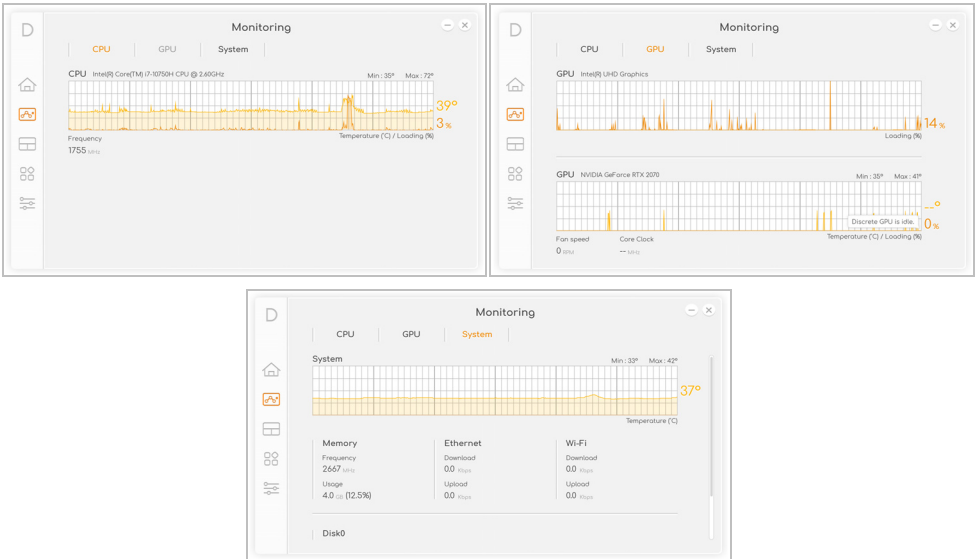 D
Monitoring
CPU GPU System
CPU Intel(R) Core(TM) i7-10750H CPU @ 2.60GHz Min : 35° Max : 72°
39°
3 %
Temperature (°C) / Loading (%)
Frequency
1755 MHz
D
Monitoring
CPU GPU System
GPU Intel(R) UHD Graphics
14 %
Loading (%)
GPU NVIDIA GeForce RTX 2070 Min : 35° Max : 41°
--°
Discrete GPU is idle.
0 %
Temperature (°C) / Loading (%)
Fan speed Core Clock
0 RPM -- MHz
D
Monitoring
CPU GPU System
System Min : 33° Max : 42°
37°
Temperature (°C)
Memory Ethernet Wi-Fi
Frequency Download Download
2667 MHz 0.0 Kbps 0.0 Kbps
Usage Upload Upload
4.0 GB (12.5%) 0.0 Kbps 0.0 Kbps
Disk0